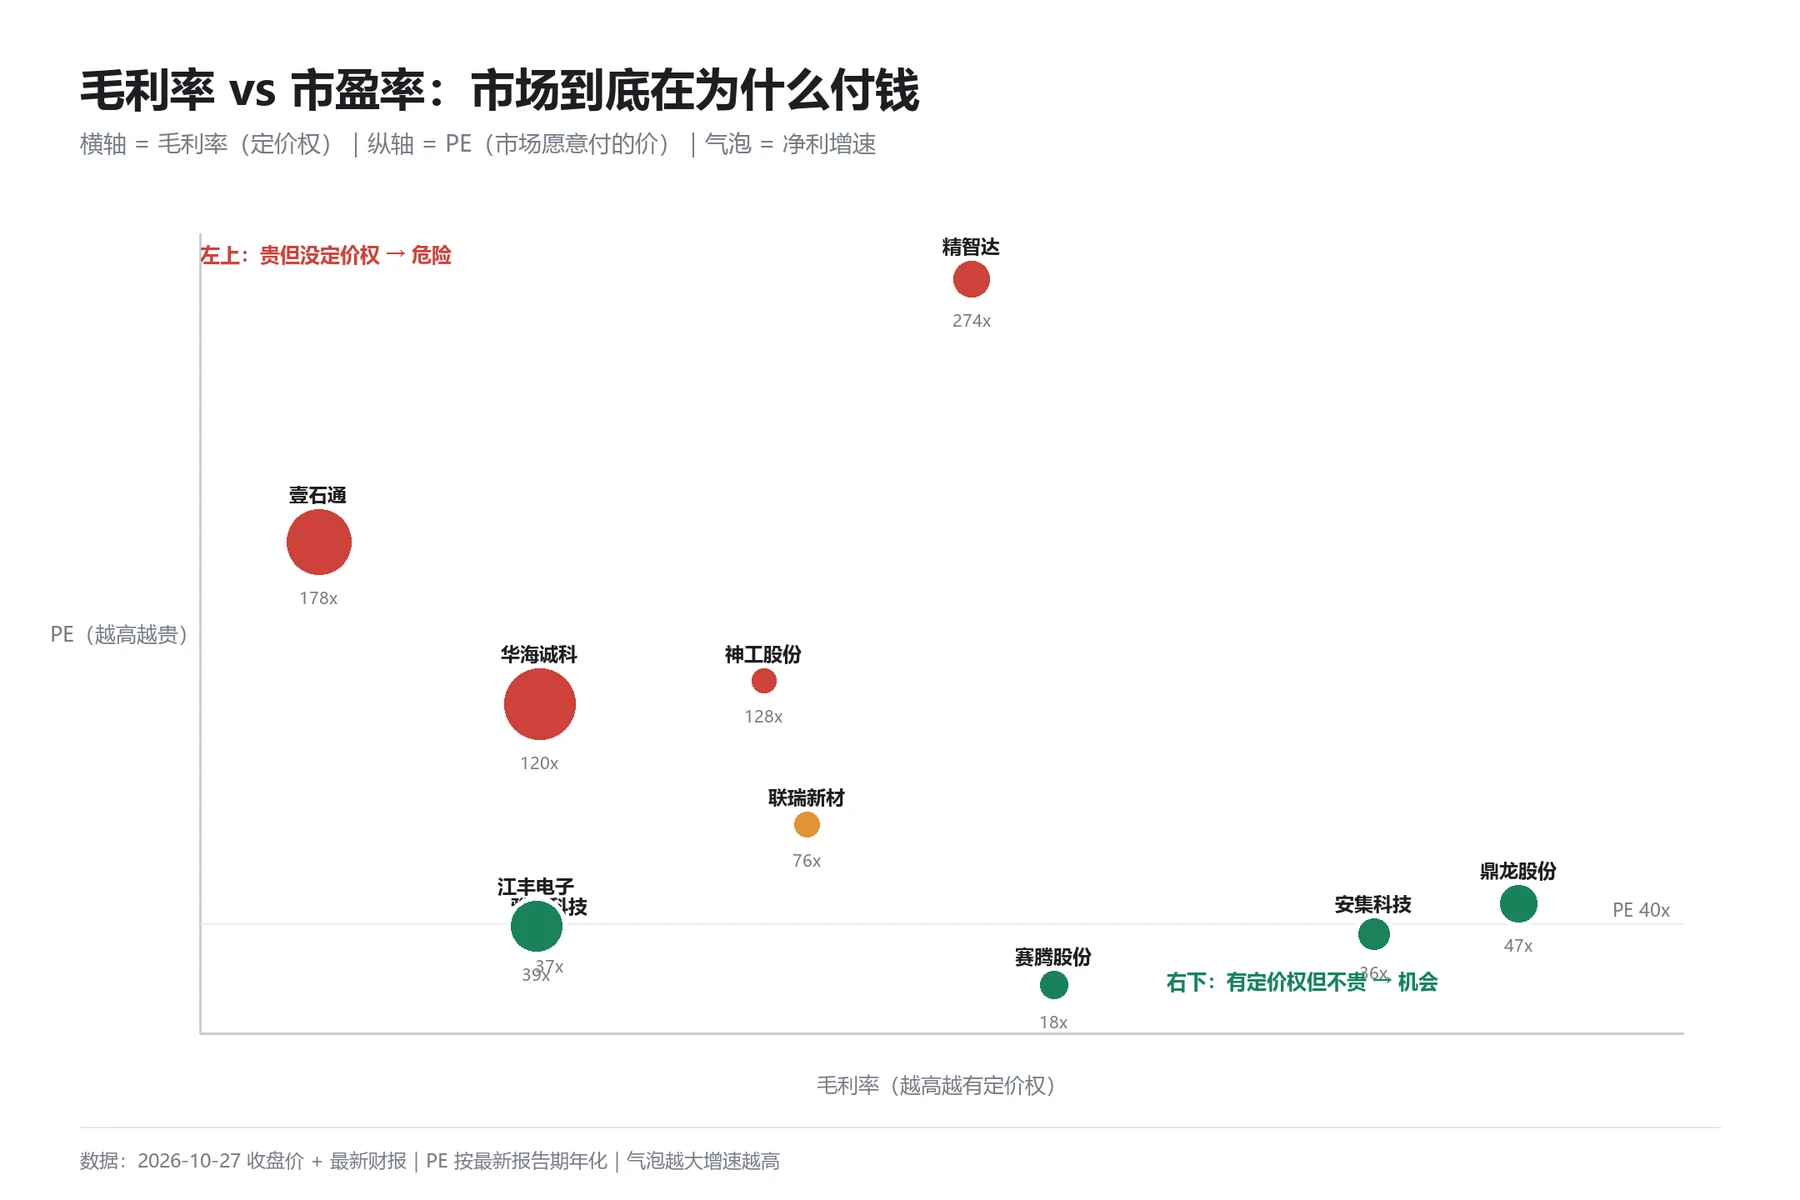 毛利率 vs 市盈率：市场到底在为什么付钱
横轴 = 毛利率（定价权） | 纵轴 = PE（市场愿意付的价） | 气泡 = 净利增速
左上：贵但没定价权 → 危险
精智达
274x
壹石通
178x
PE（越高越贵）
华海诚科
120x
神工股份
128x
联瑞新材
76x
江丰电子
科技
37x
39x
鼎龙股份
47x
安集科技
36x
PE 40x
赛腾股份
18x
右下：有定价权但不贵 → 机会
毛利率（越高越有定价权）
数据：2026-10-27 收盘价 + 最新财报 | PE 按最新报告期年化 | 气泡越大增速越高